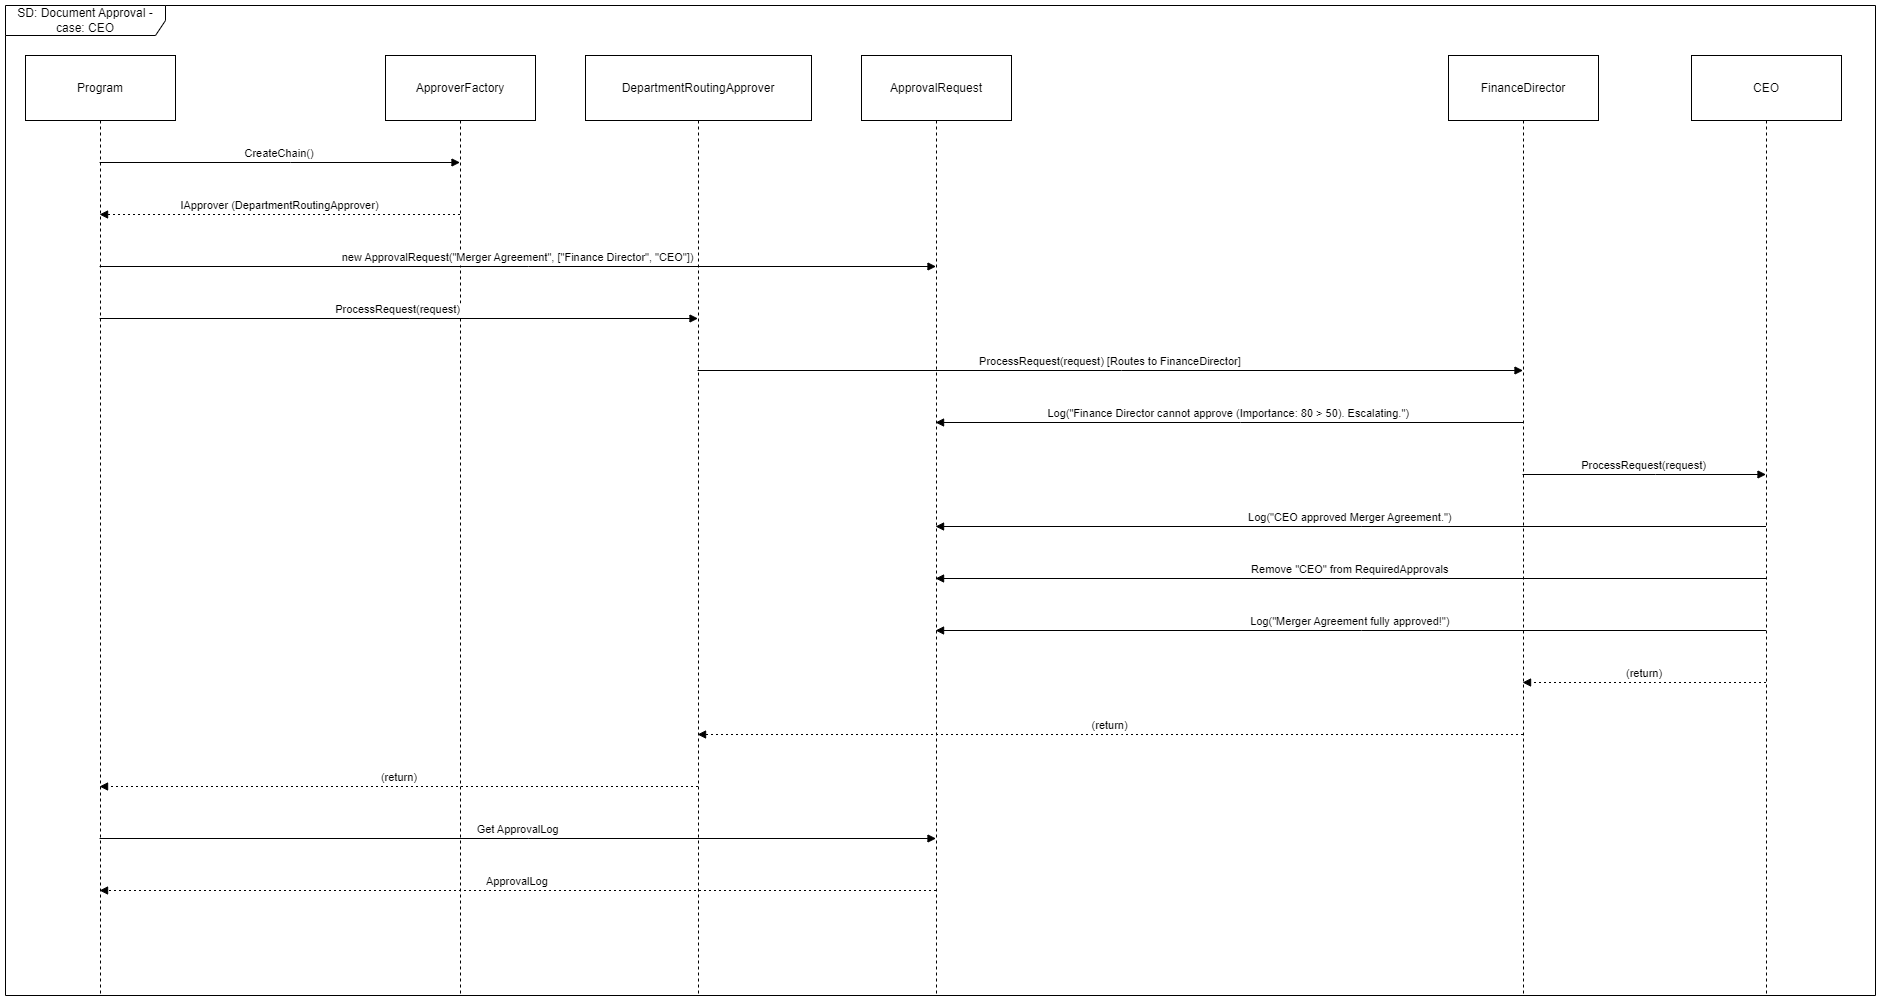 SD: Document Approval -
case: CEO
Program
ApproverFactory
DepartmentRoutingApprover
ApprovalRequest
FinanceDirector
CEO
CreateChain()
IApprover (DepartmentRoutingApprover)
new ApprovalRequest("Merger Agreement", ["Finance Director", "CEO"])
ProcessRequest(request)
ProcessRequest(request) [Routes to FinanceDirector]
Log("Finance Director cannot approve (Importance: 80 > 50). Escalating.")
ProcessRequest(request)
Log("CEO approved Merger Agreement.")
Remove "CEO" from RequiredApprovals
Log("Merger Agreement fully approved!")
(return)
(return)
(return)
Get ApprovalLog
ApprovalLog